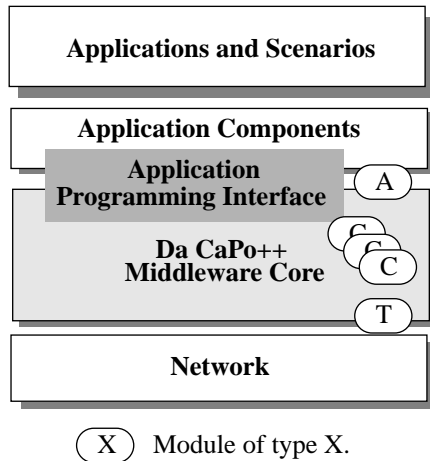 Applications and Scenarios
Application Components
Application
Programming Interface
A
C
C
C
Da CaPo++
Middleware Core
T
Network
X Module of type X.